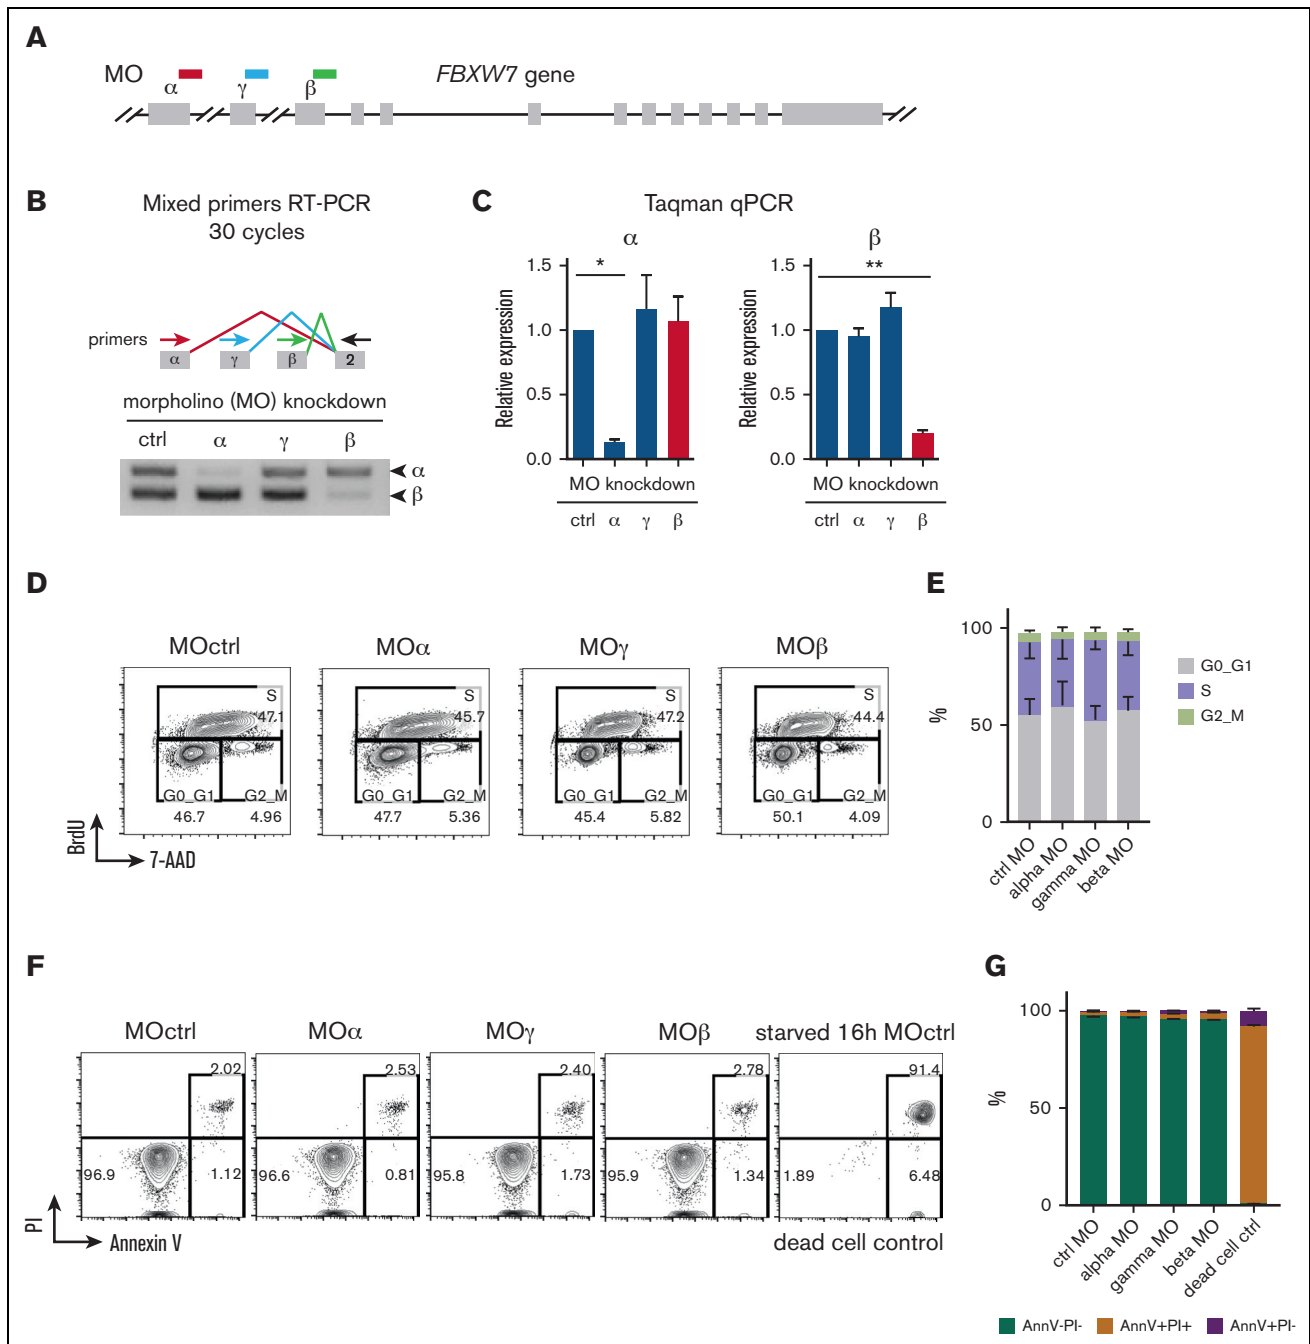 A
MO
α γ β
FBXW7 gene
B
Mixed primers RT-PCR
30 cycles
primers
α γ β 2
morpholino (MO) knockdown
ctrl α γ β
α
β
C
Taqman qPCR
α
Relative expression
1.5
1.0
0.5
0.0
*
MO knockdown
ctrl α γ β
β
Relative expression
1.5
1.0
0.5
0.0
**
MO knockdown
ctrl α γ β
D
MOctrl MOα MOγ MOβ
S
47.1
G0_G1 G2_M
46.7 4.96
S
45.7
G0_G1 G2_M
47.7 5.36
S
47.2
G0_G1 G2_M
45.4 5.82
S
44.4
G0_G1 G2_M
50.1 4.09
BrdU
7-AAD
E
%
100
50
0
ctrl MO
alpha MO
gamma MO
beta MO
G0_G1
S
G2_M
F
MOctrl MOα MOγ MOβ starved 16h MOctrl
2.02
96.9 1.12
2.53
96.6 0.81
2.40
95.8 1.73
2.78
95.9 1.34
91.4
1.89 6.48
PI
Annexin V
dead cell control
G
%
100
50
0
ctrl MO
alpha MO
gamma MO
beta MO
dead cell ctrl
AnnV-PI- AnnV+PI+ AnnV+PI-